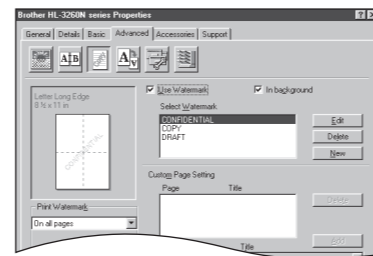 Brother HL-3260N series Properties
General Details Basic Advanced Accessories Support
Use Watermark In background
Letter Long Edge
8 ½ x 11 in
Select Watermark
CONFIDENTIAL
COPY
DRAFT
Edit
Delete
New
CONFIDENTIAL
Custom Page Setting
Page Title
Delete
Print Watermark
On all pages
Edit
Title